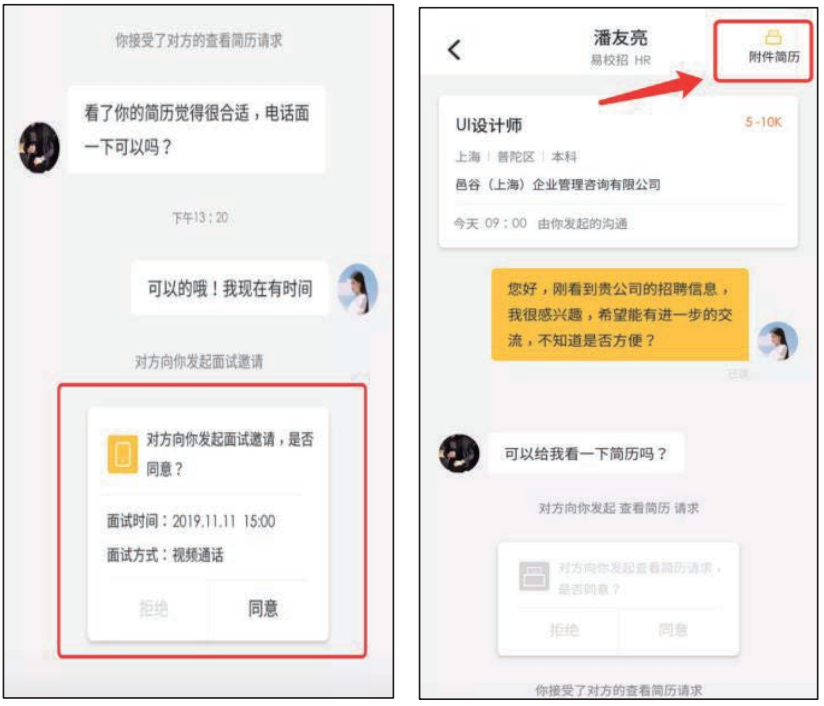 你接受了对方的查看简历请求
看了你的简历觉得很合适，电话面
一下可以吗？
下午13：20
可以的哦！我现在有时间
对方向你发起面试邀请
对方向你发起面试邀请，是否
同意？
面试时间：2019.11.11 15:00
面试方式：视频通话
拒绝
同意
潘友亮
易校招 HR
附件简历
UI设计师
5-10K
上海 | 普陀区 | 本科
邑谷（上海）企业管理咨询有限公司
今天 09：00 由你发起的沟通
您好，刚看到贵公司的招聘信息，
我很感兴趣，希望能有进一步的交
流，不知道是否方便？
已读
可以给我看一下简历吗？
对方向你发起 查看简历 请求
对方向你发起查看简历请求，
是否同意？
拒绝
同意
你接受了对方的查看简历请求